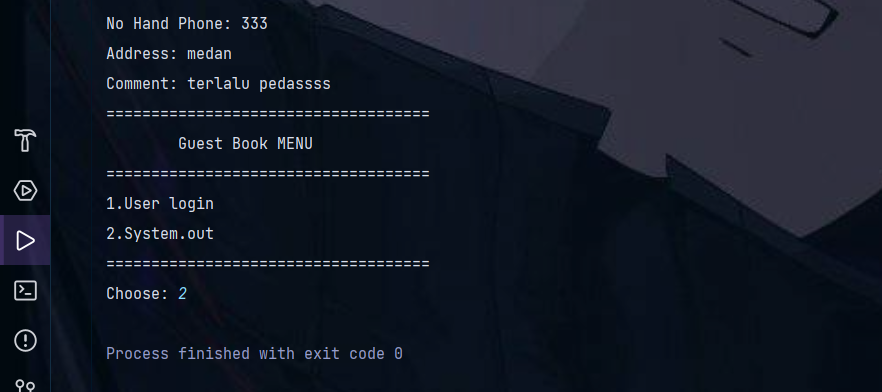 No Hand Phone: 333
Address: medan
Comment: terlalu pedassss
====================================
Guest Book MENU
====================================
1.User login
2.System.out
====================================
Choose: 2
Process finished with exit code 0